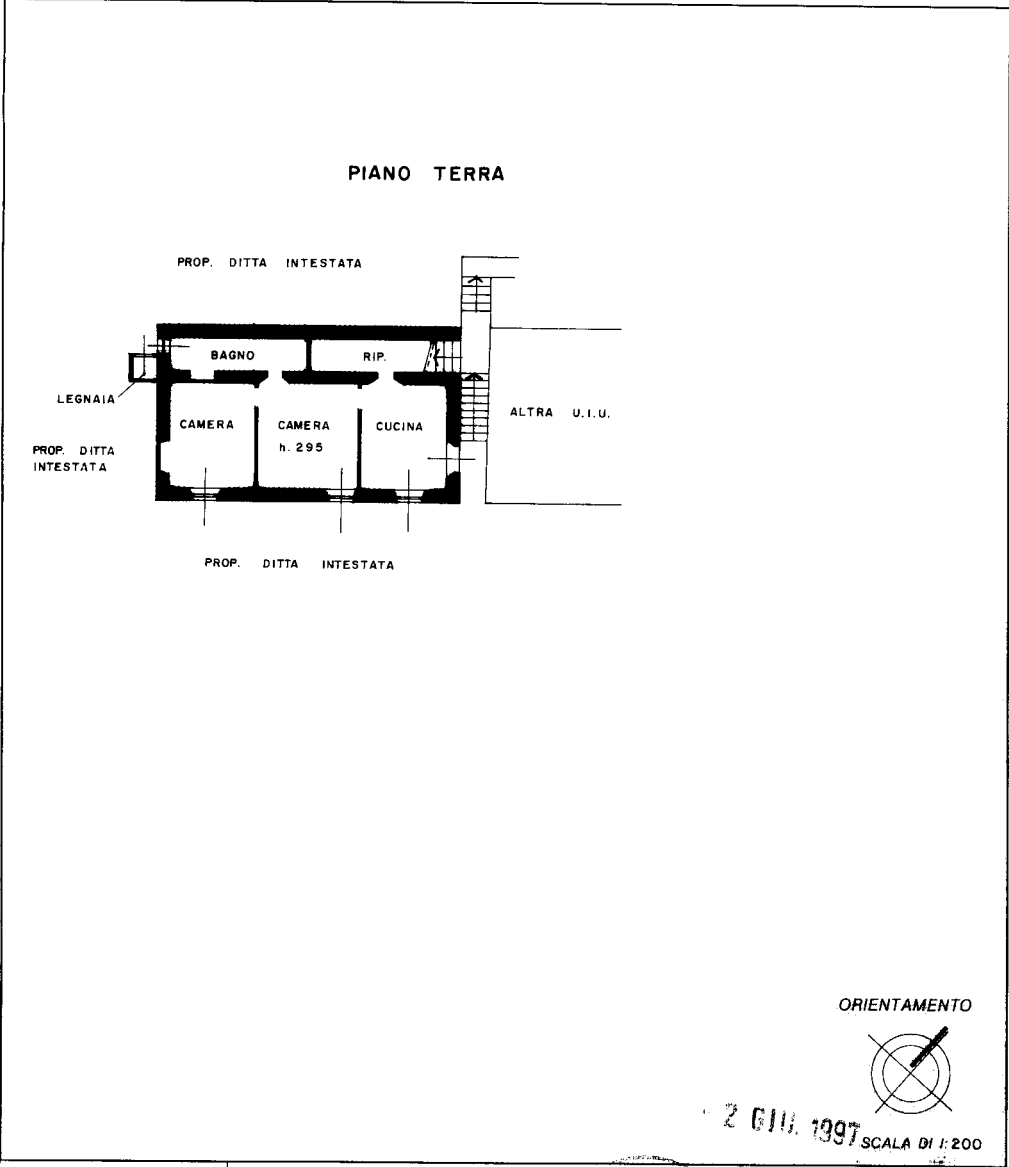 PIANO TERRA
PROP. DITTA INTESTATA
BAGNO
RIP.
LEGNAIA
CAMERA
CAMERA
h. 295
CUCINA
ALTRA U.I.U.
PROP. DITTA
INTESTATA
PROP. DITTA INTESTATA
ORIENTAMENTO
2 GIU. 1997
SCALA DI 1:200